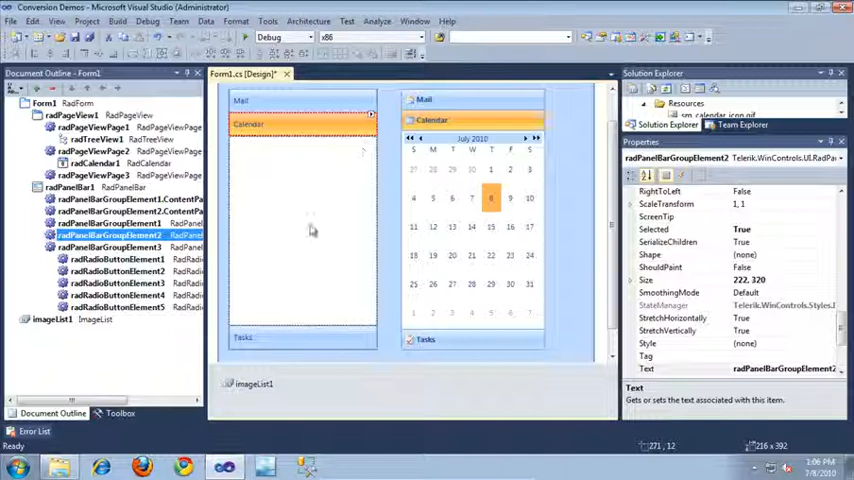 Conversion Demos - Microsoft Visual Studio (Administrator)
File Edit View Project Build Debug Team Data Format Tools Architecture Test Analyze Window Help
Debug x86
Document Outline - Form1
Form1 RadForm
radPageView1 RadPageView
radPageViewPage1 RadPageViewPage
radTreeView1 RadTreeView
radPageViewPage2 RadPageViewPage
radCalendar1 RadCalendar
radPageViewPage3 RadPageViewPage
radPanelBar1 RadPanelBar
radPanelBarGroupElement1.ContentPa
radPanelBarGroupElement2.ContentPa
radPanelBarGroupElement1 RadPanel
radPanelBarGroupElement2 RadPanel
radPanelBarGroupElement3 RadPanel
radRadioButtonElement1 RadRadio
radRadioButtonElement2 RadRadio
radRadioButtonElement3 RadRadio
radRadioButtonElement4 RadRadio
radRadioButtonElement5 RadRadio
imageList1 ImageList
Document Outline Toolbox
Form1.cs [Design]*
Mail
Calendar
Tasks
Mail
Calendar
July 2010
S M T W T F S
27 28 29 30 1 2 3
4 5 6 7 8 9 10
11 12 13 14 15 16 17
18 19 20 21 22 23 24
25 26 27 28 29 30 31
1 2 3 4 5 6 7
Tasks
imageList1
Solution Explorer
Resources
sm_calendar_icon.gif
Solution Explorer Team Explorer
Properties
radPanelBarGroupElement2 Telerik.WinControls.UI.RadPa
RightToLeft False
ScaleTransform 1, 1
ScreenTip
Selected True
SerializeChildren True
Shape (none)
ShouldPaint False
Size 222, 320
SmoothingMode Default
StateManager Telerik.WinControls.Styles.I
StretchHorizontally True
StretchVertically True
Style (none)
Tag
Text radPanelBarGroupElement2
Text
Gets or sets the text associated with this item.
Error List
Ready 271 , 12 216 x 392
1:06 PM
7/8/2010